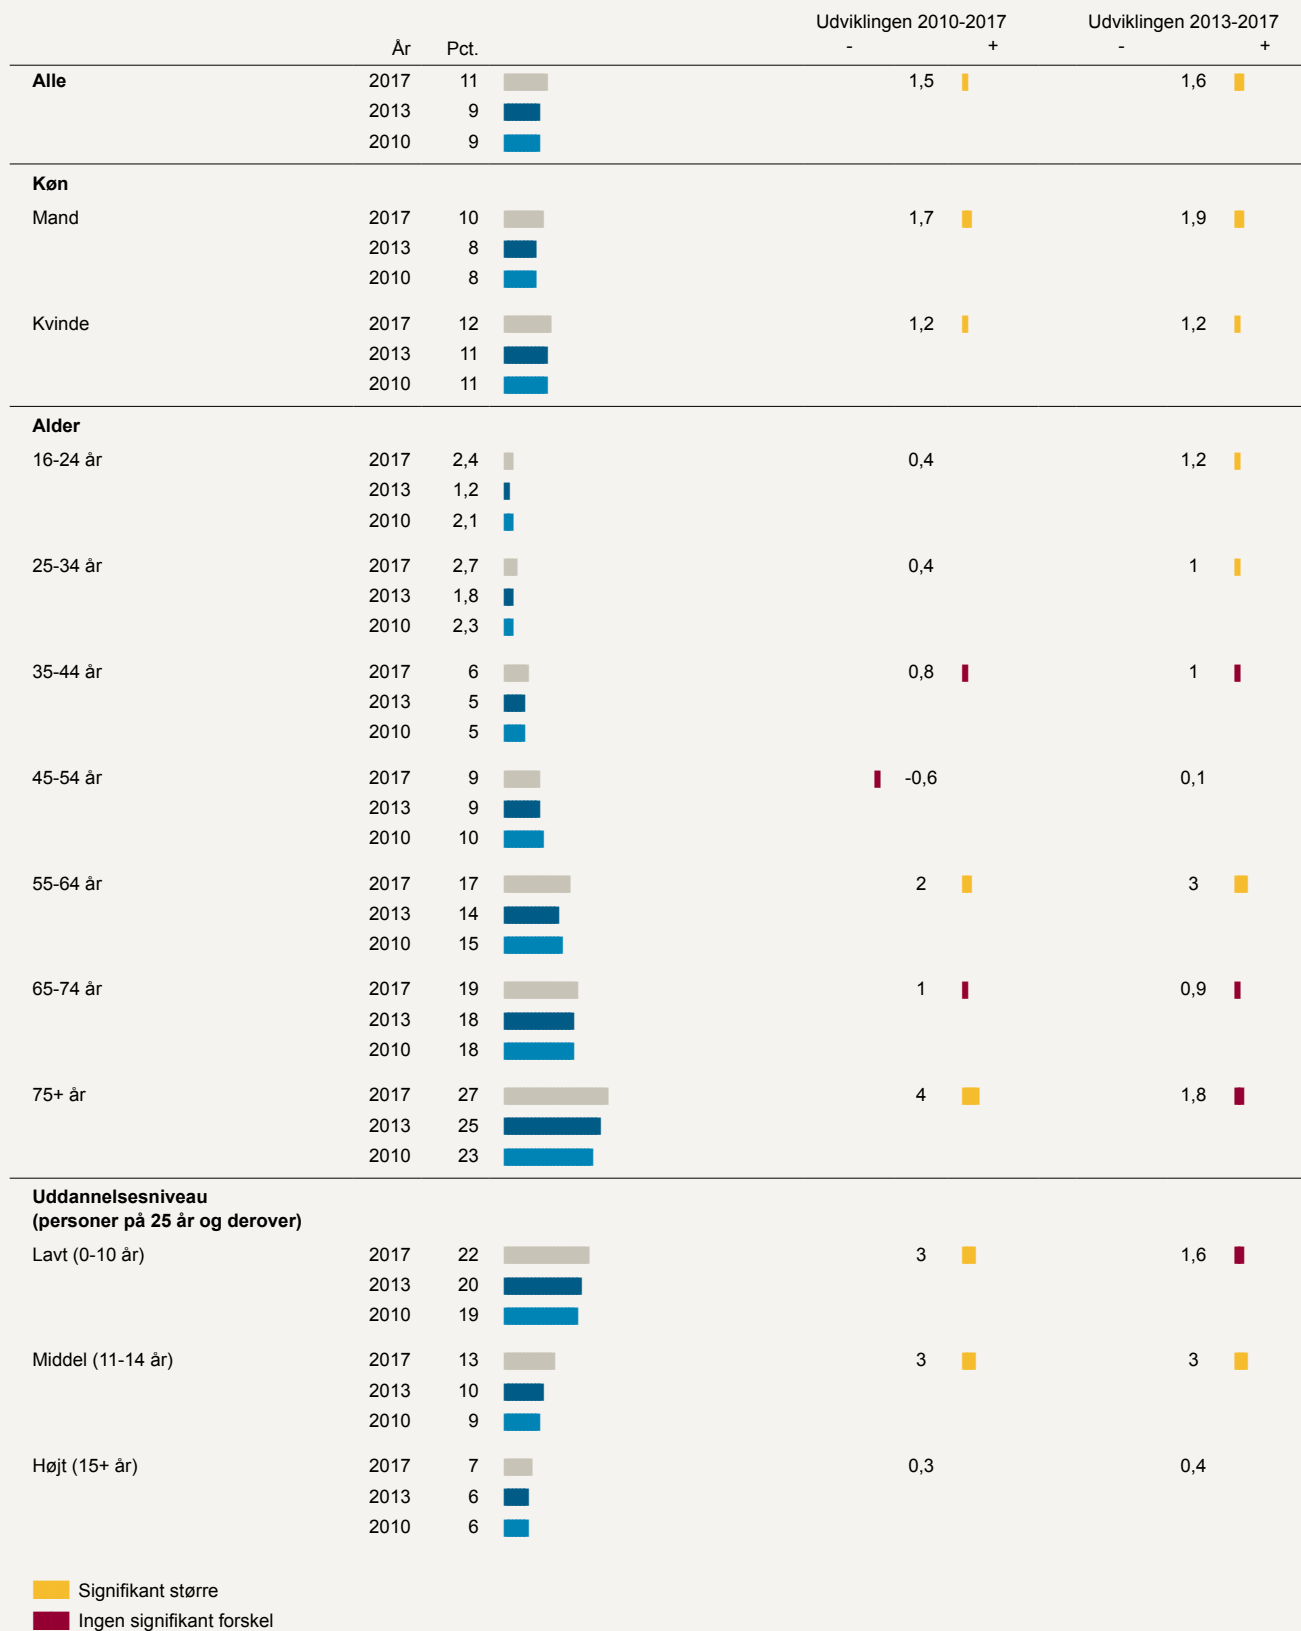 Udviklingen 2010-2017 Udviklingen 2013-2017
År Pct. - + - +
Alle 2017 11 1,5 1,6
2013 9
2010 9
Køn
Mand 2017 10 1,7 1,9
2013 8
2010 8
Kvinde 2017 12 1,2 1,2
2013 11
2010 11
Alder
16-24 år 2017 2,4 0,4 1,2
2013 1,2
2010 2,1
25-34 år 2017 2,7 0,4 1
2013 1,8
2010 2,3
35-44 år 2017 6 0,8 1
2013 5
2010 5
45-54 år 2017 9 -0,6 0,1
2013 9
2010 10
55-64 år 2017 17 2 3
2013 14
2010 15
65-74 år 2017 19 1 0,9
2013 18
2010 18
75+ år 2017 27 4 1,8
2013 25
2010 23
Uddannelsesniveau
(personer på 25 år og derover)
Lavt (0-10 år) 2017 22 3 1,6
2013 20
2010 19
Middel (11-14 år) 2017 13 3 3
2013 10
2010 9
Højt (15+ år) 2017 7 0,3 0,4
2013 6
2010 6
Signifikant større
Ingen signifikant forskel